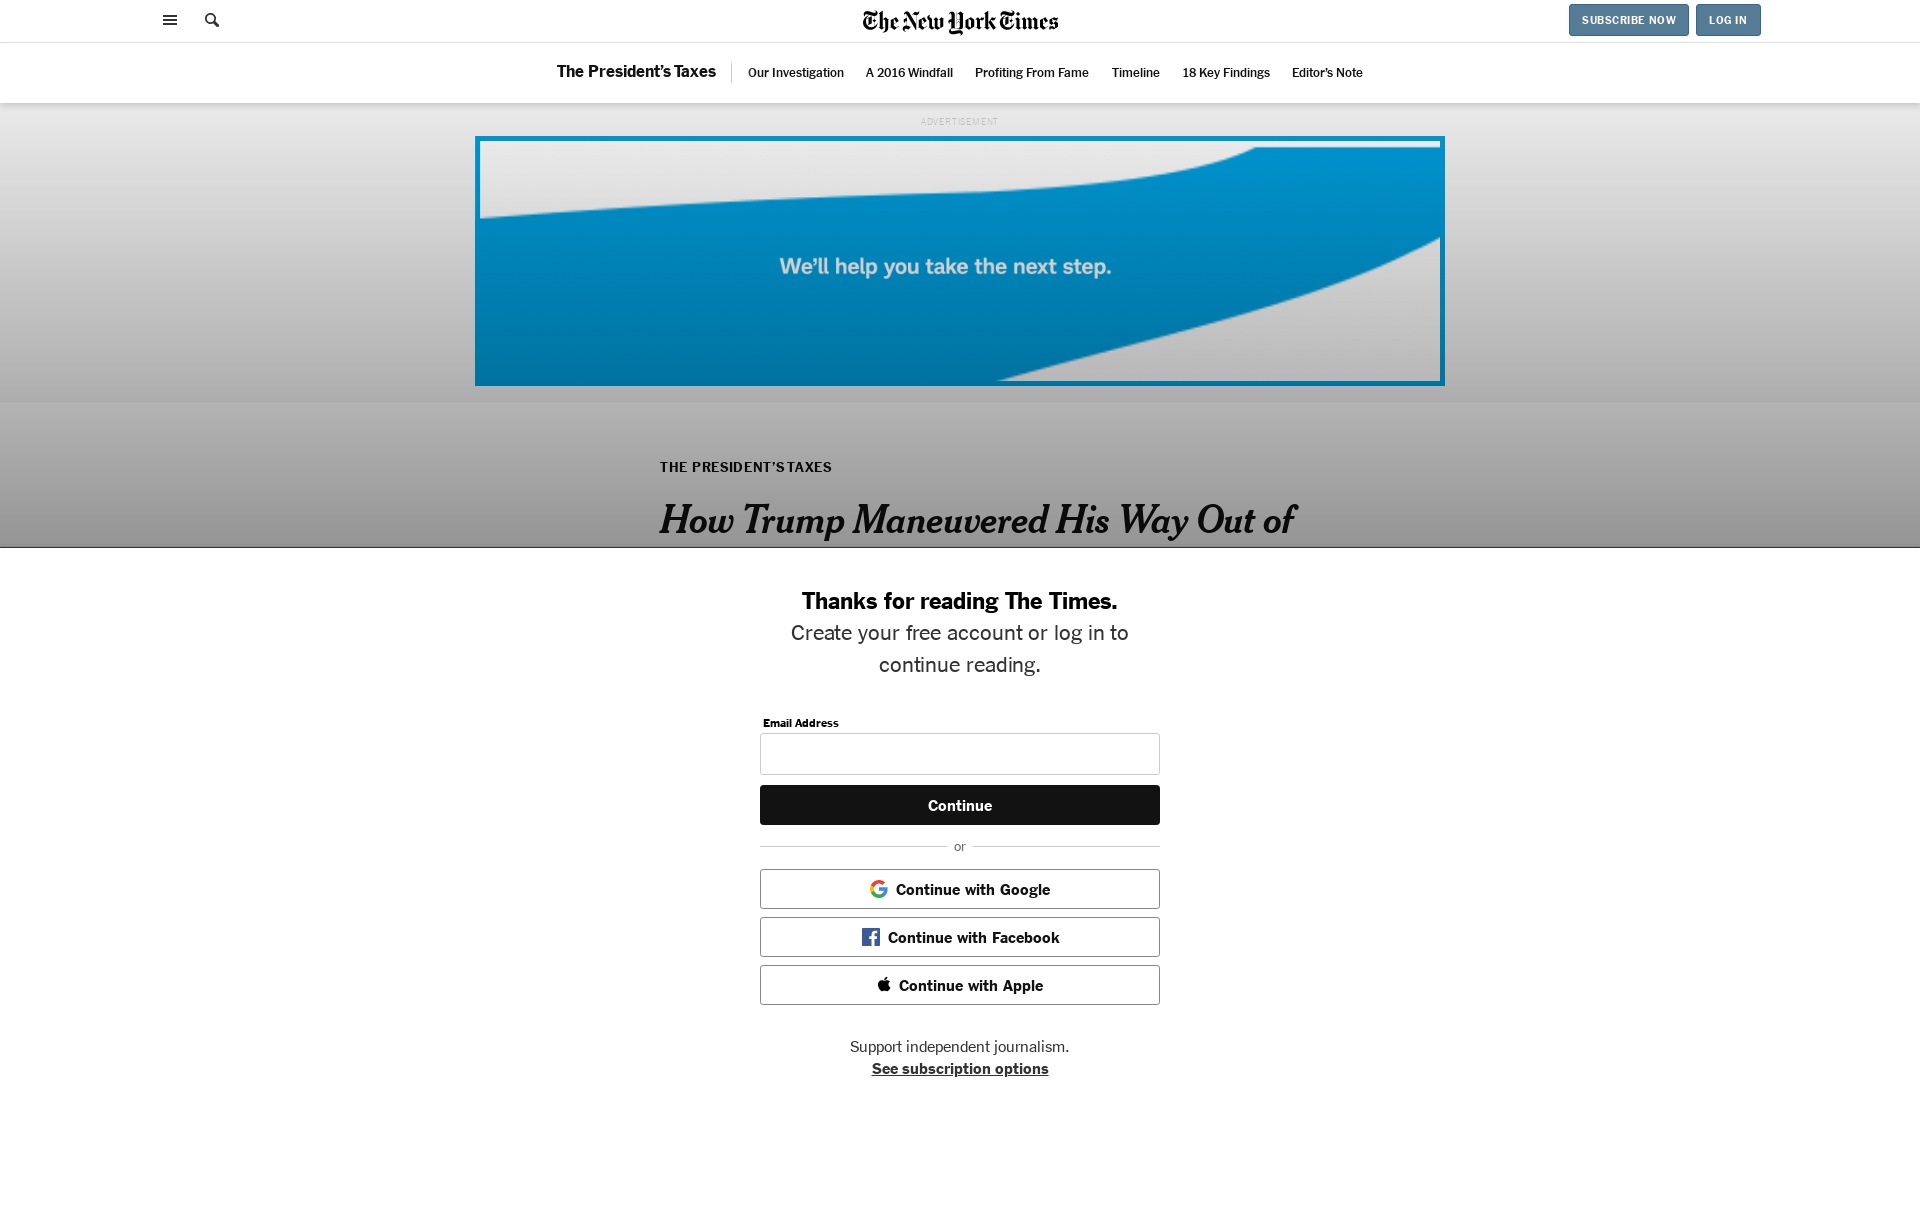 The New York Times
SUBSCRIBE NOW
LOG IN
The President’s Taxes
Our Investigation
A 2016 Windfall
Profiting From Fame
Timeline
18 Key Findings
Editor’s Note
ADVERTISEMENT
We’ll help you take the next step.
THE PRESIDENT’S TAXES
How Trump Maneuvered His Way Out of
Thanks for reading The Times.
Create your free account or log in to
continue reading.
Email Address
Continue
or
Continue with Google
Continue with Facebook
Continue with Apple
Support independent journalism.
See subscription options